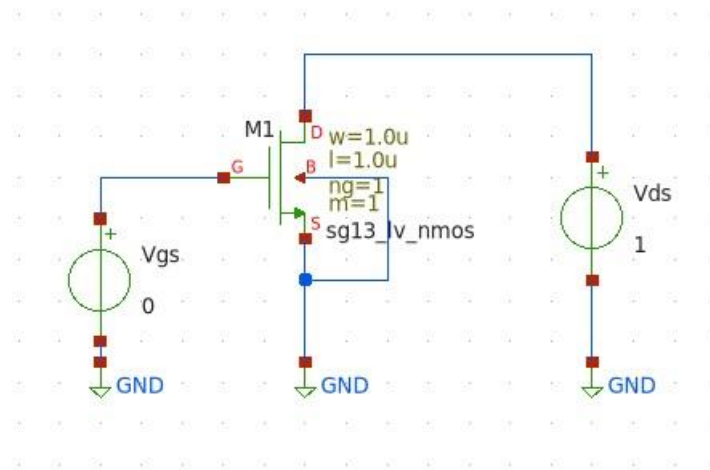 M1
D
w=1.0u
l=1.0u
G
B
ng=1
m=1
S
sg13_lv_nmos
+
Vgs
0
+
Vds
1
GND
GND
GND